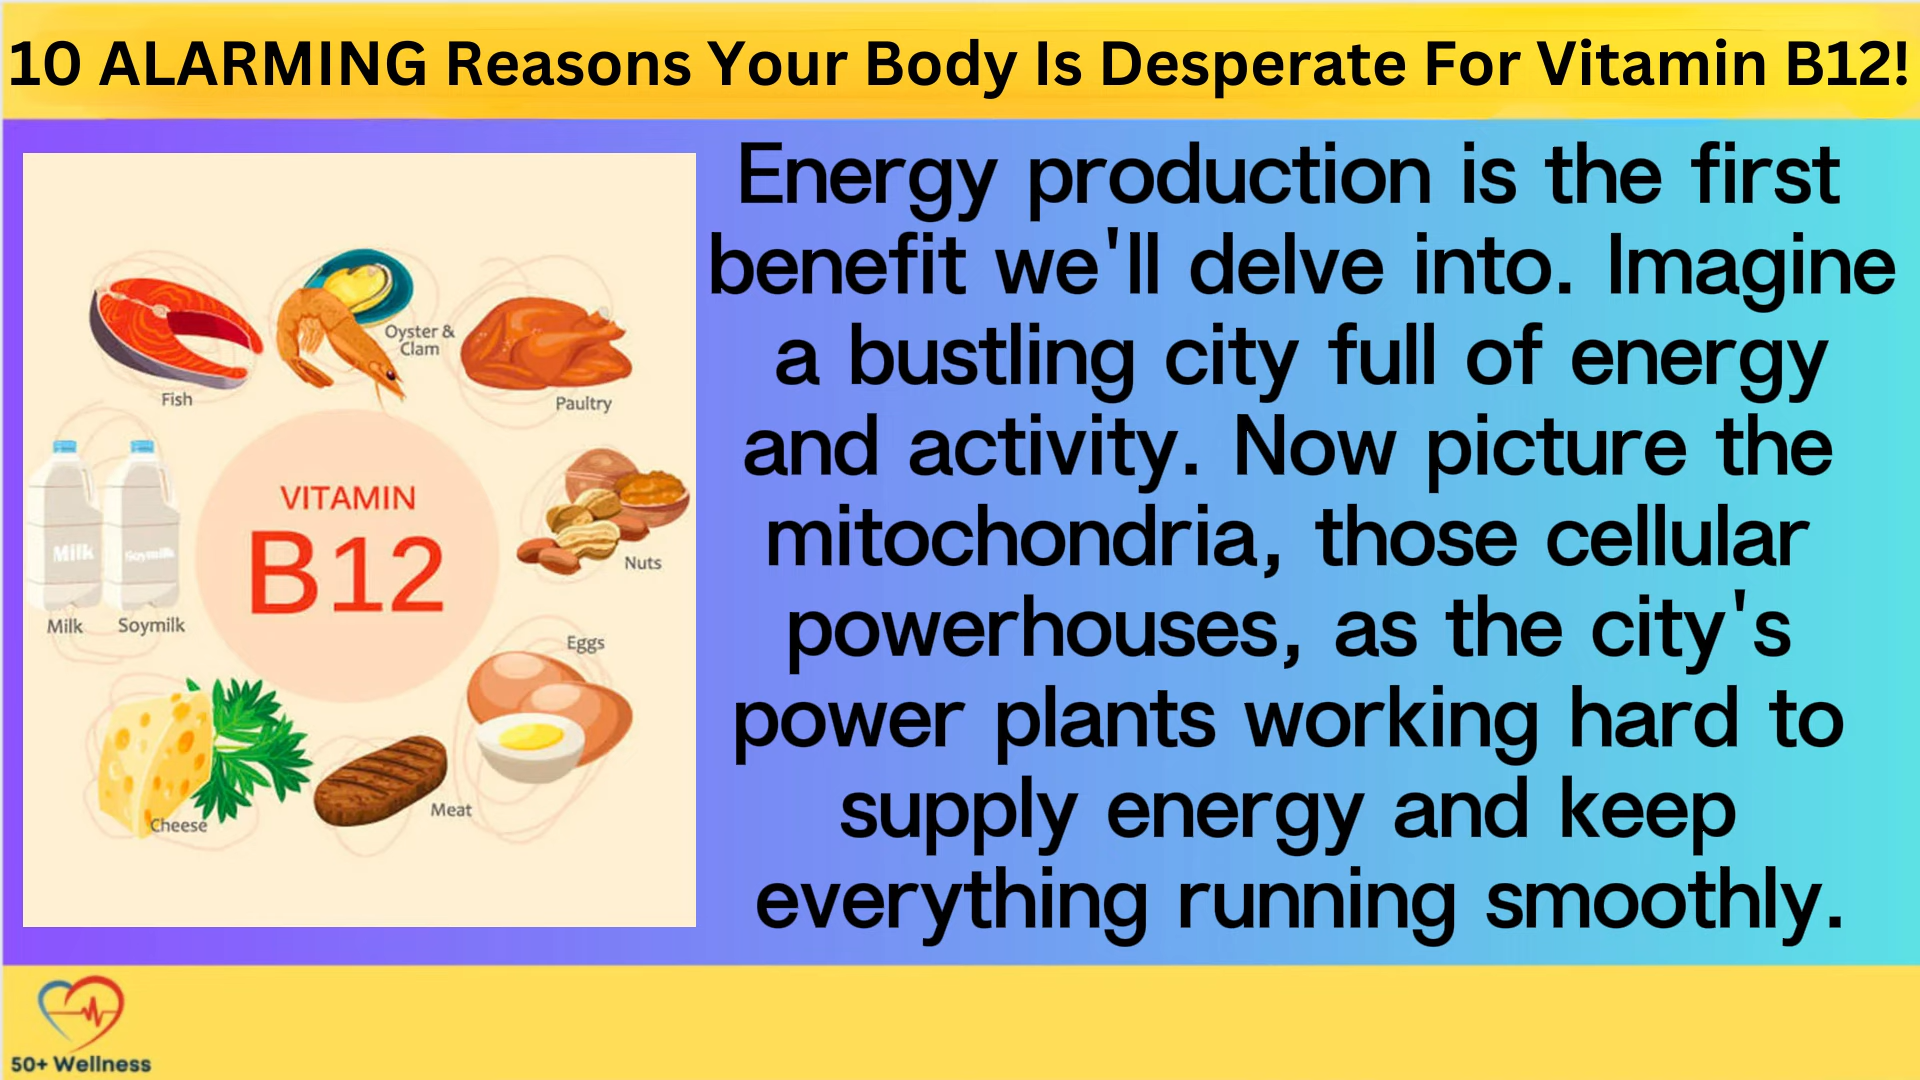 10 ALARMING Reasons Your Body Is Desperate For Vitamin B12!
Energy production is the first
benefit we'll delve into. Imagine
a bustling city full of energy
and activity. Now picture the
mitochondria, those cellular
powerhouses, as the city's
power plants working hard to
supply energy and keep
everything running smoothly.
Fish
Oyster &
Clam
Paultry
VITAMIN
B12
Milk
Soymilk
Milk
Soymilk
Nuts
Eggs
Cheese
Meat
50+ Wellness